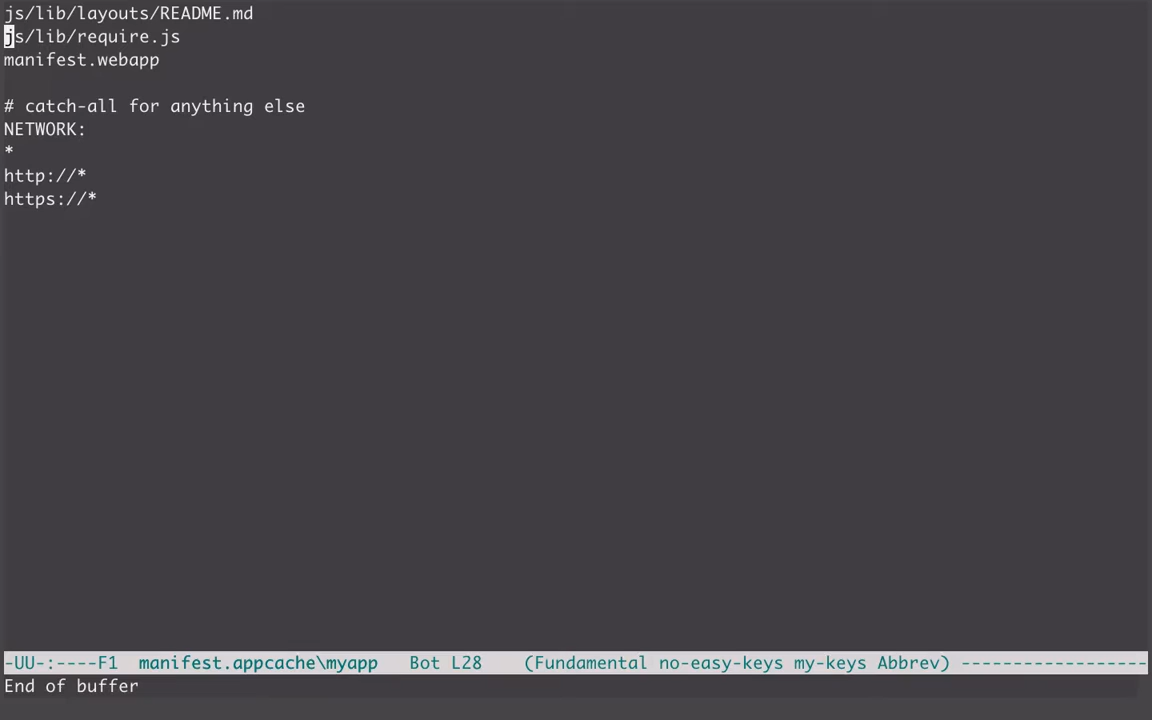 js/lib/layouts/README.md
js/lib/require.js
manifest.webapp
# catch-all for anything else
NETWORK:
*
http://*
https://*
-UU-:----F1  manifest.appcache\myapp   Bot L28    (Fundamental no-easy-keys my-keys Abbrev) ------------------
End of buffer